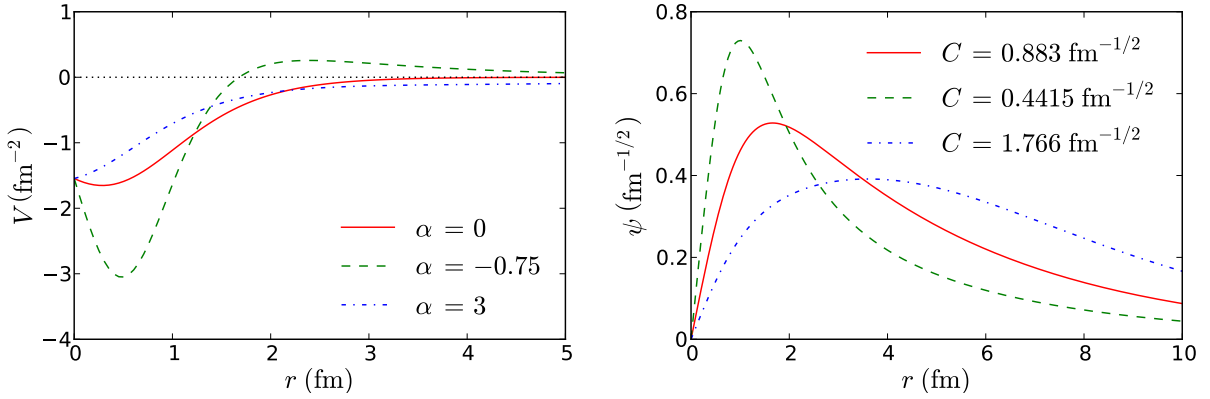 1
0
−1
−2
−3
−4
V (fm⁻²)
α = 0
α = −0.75
α = 3
0 1 2 3 4 5
r (fm)
0.8
0.6
0.4
0.2
0
ψ (fm⁻¹/²)
C = 0.883 fm⁻¹/²
C = 0.4415 fm⁻¹/²
C = 1.766 fm⁻¹/²
0 2 4 6 8 10
r (fm)